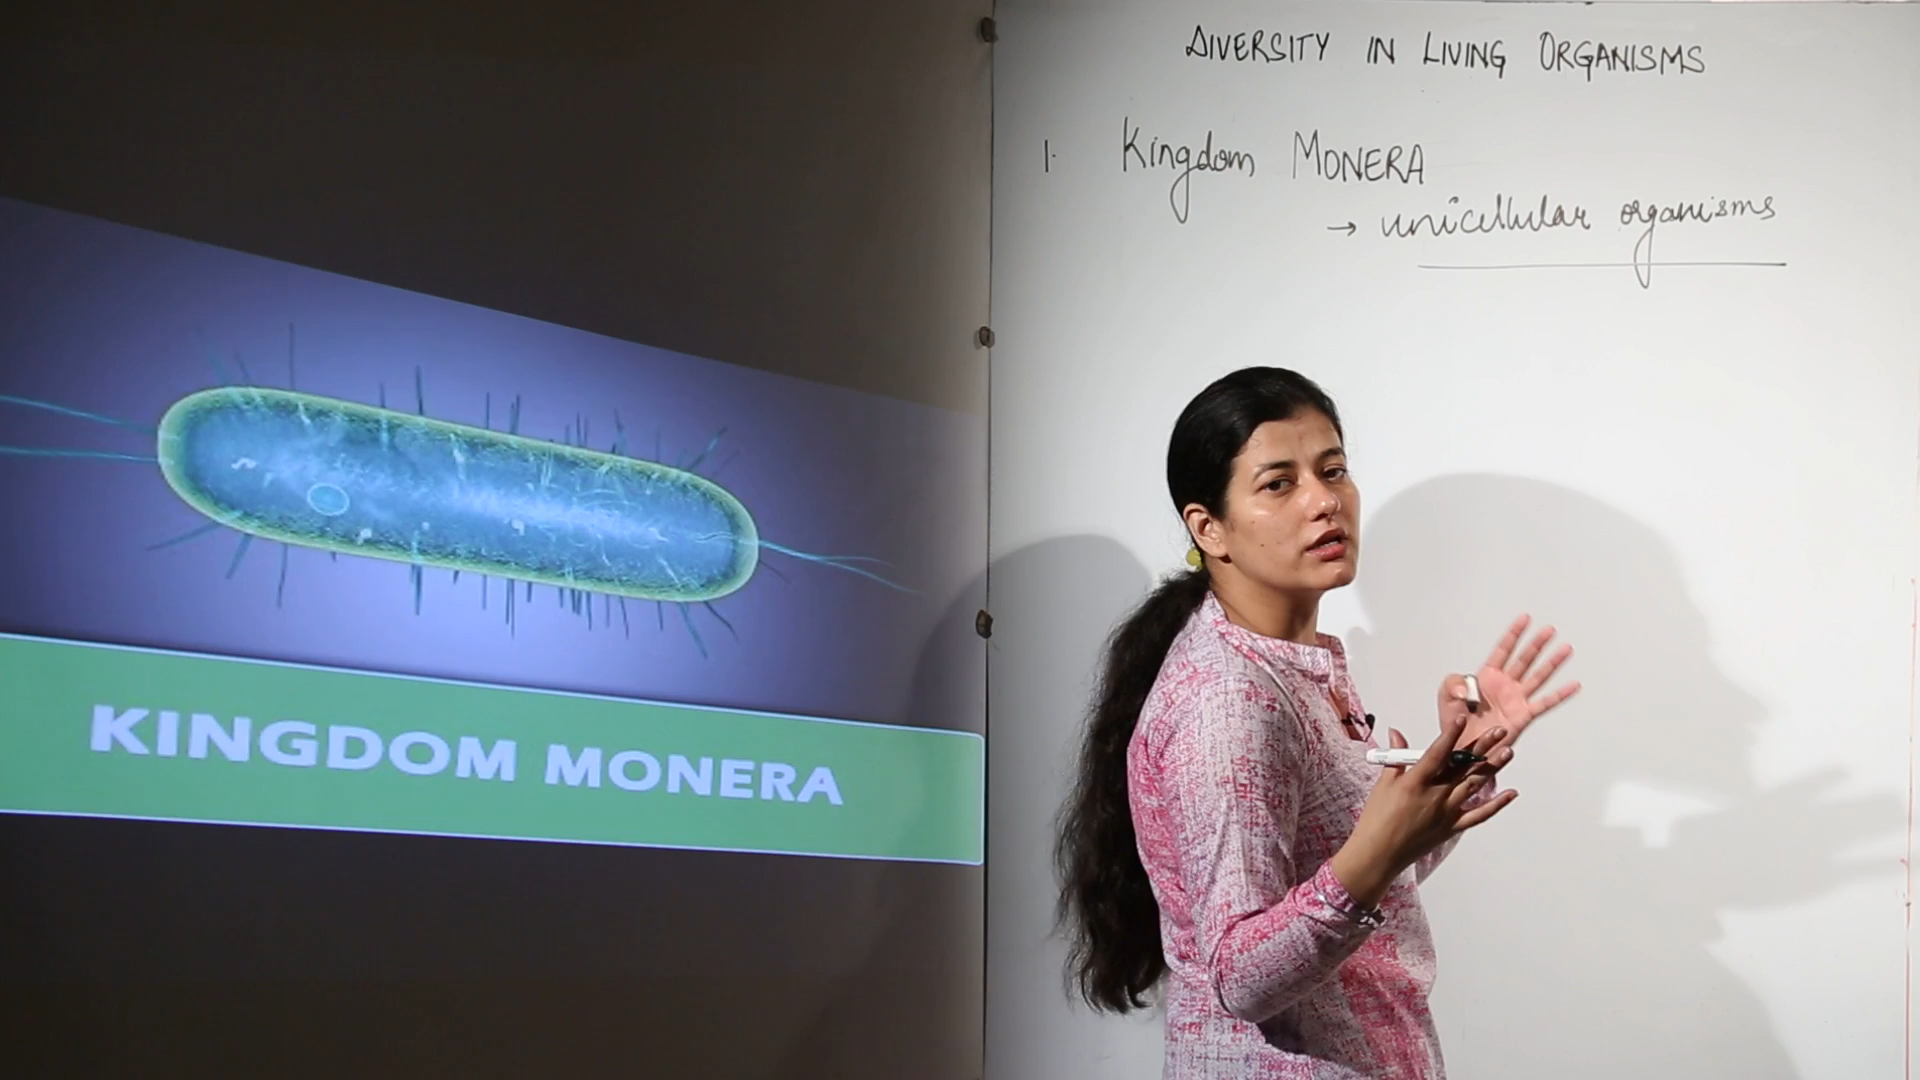 DIVERSITY IN LIVING ORGANISMS
1. Kingdom MONERA
→ unicellular organisms
KINGDOM MONERA